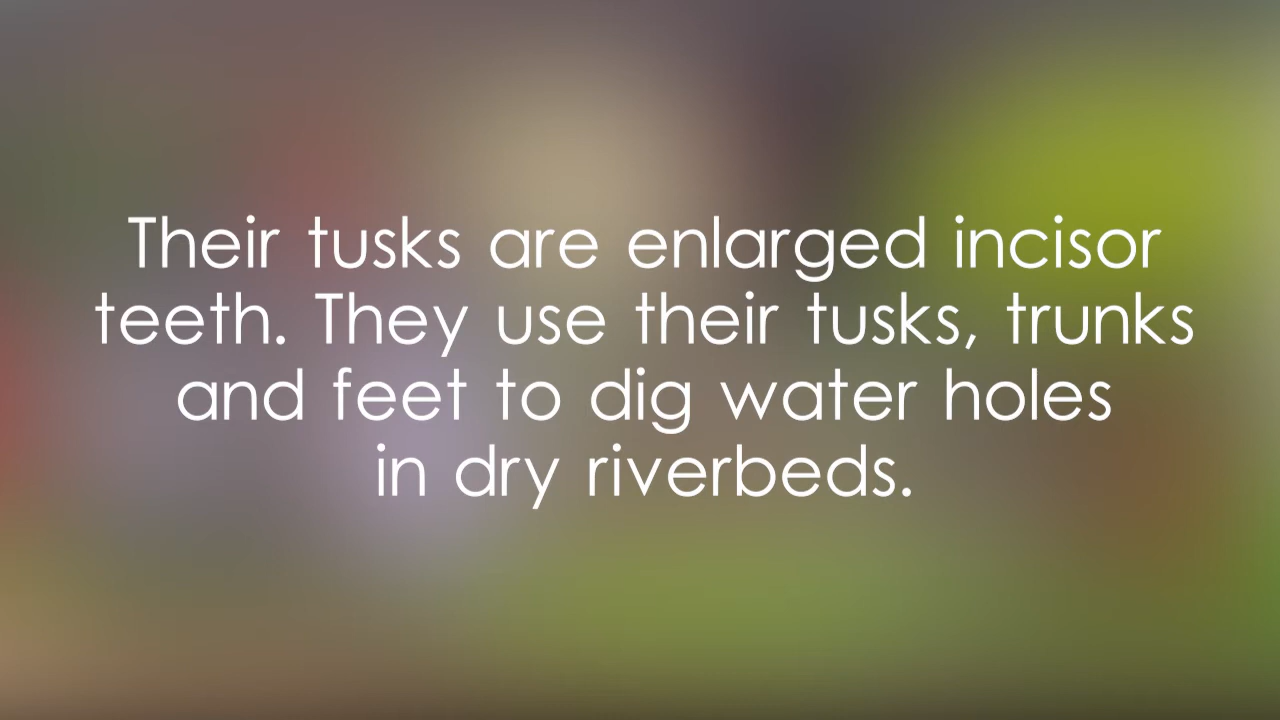 Their tusks are enlarged incisor
teeth. They use their tusks, trunks
and feet to dig water holes
in dry riverbeds.